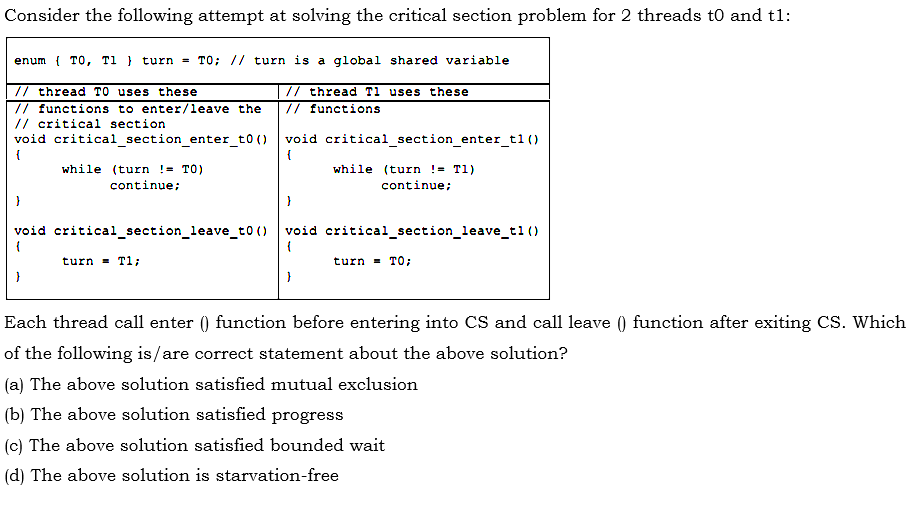 Consider the following attempt at solving the critical section problem for 2 threads t0 and t1:
enum { T0, T1 } turn = T0; // turn is a global shared variable
// thread T0 uses these
// functions to enter/leave the
// critical section
void critical_section_enter_t0()
{
while (turn != T0)
continue;
}
void critical_section_leave_t0()
{
turn = T1;
}
// thread T1 uses these
// functions
void critical_section_enter_t1()
{
while (turn != T1)
continue;
}
void critical_section_leave_t1()
{
turn = T0;
}
Each thread call enter () function before entering into CS and call leave () function after exiting CS. Which
of the following is/are correct statement about the above solution?
(a) The above solution satisfied mutual exclusion
(b) The above solution satisfied progress
(c) The above solution satisfied bounded wait
(d) The above solution is starvation-free